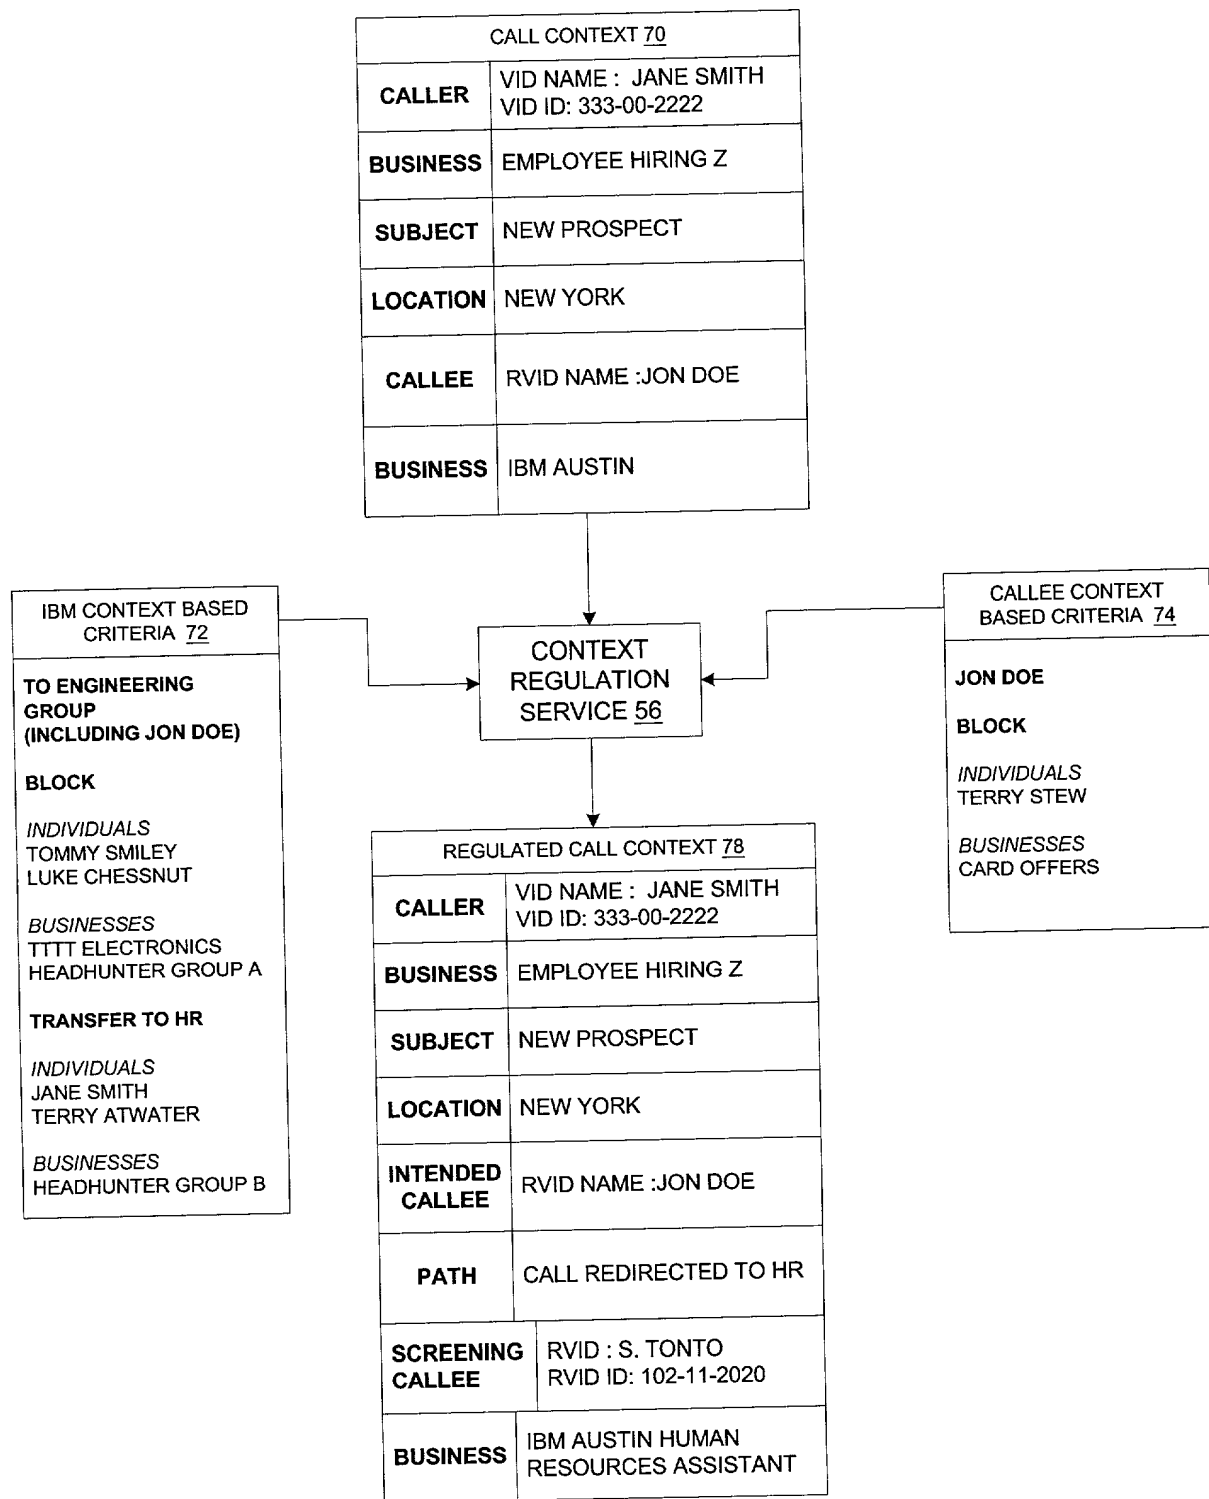 CALL CONTEXT 70
CALLER
VID NAME : JANE SMITH
VID ID: 333-00-2222
BUSINESS
EMPLOYEE HIRING Z
SUBJECT
NEW PROSPECT
LOCATION
NEW YORK
CALLEE
RVID NAME :JON DOE
BUSINESS
IBM AUSTIN
IBM CONTEXT BASED
CRITERIA 72
TO ENGINEERING
GROUP
(INCLUDING JON DOE)
BLOCK
INDIVIDUALS
TOMMY SMILEY
LUKE CHESSNUT
BUSINESSES
TTTT ELECTRONICS
HEADHUNTER GROUP A
TRANSFER TO HR
INDIVIDUALS
JANE SMITH
TERRY ATWATER
BUSINESSES
HEADHUNTER GROUP B
CONTEXT
REGULATION
SERVICE 56
CALLEE CONTEXT
BASED CRITERIA 74
JON DOE
BLOCK
INDIVIDUALS
TERRY STEW
BUSINESSES
CARD OFFERS
REGULATED CALL CONTEXT 78
CALLER
VID NAME : JANE SMITH
VID ID: 333-00-2222
BUSINESS
EMPLOYEE HIRING Z
SUBJECT
NEW PROSPECT
LOCATION
NEW YORK
INTENDED
CALLEE
RVID NAME :JON DOE
PATH
CALL REDIRECTED TO HR
SCREENING
CALLEE
RVID : S. TONTO
RVID ID: 102-11-2020
BUSINESS
IBM AUSTIN HUMAN
RESOURCES ASSISTANT